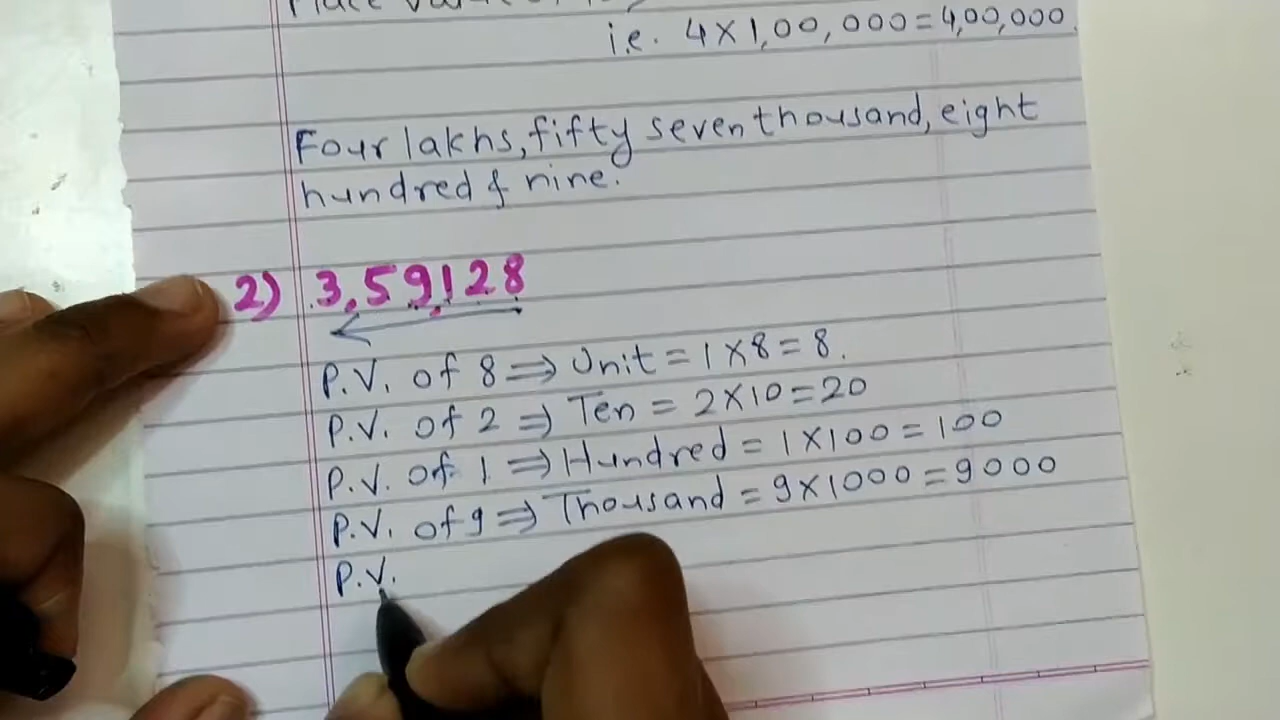 i.e. 4×1,00,000=4,00,000.
Four lakhs, fifty seven thousand, eight
hundred & nine.
2) 3,59,128
P.V. of 8 ⇒ Unit = 1×8=8.
P.V. of 2 ⇒ Ten = 2×10=20
P.V. of 1 ⇒ Hundred = 1×100=100
P.V. of 9 ⇒ Thousand = 9×1000=9000
P.V.